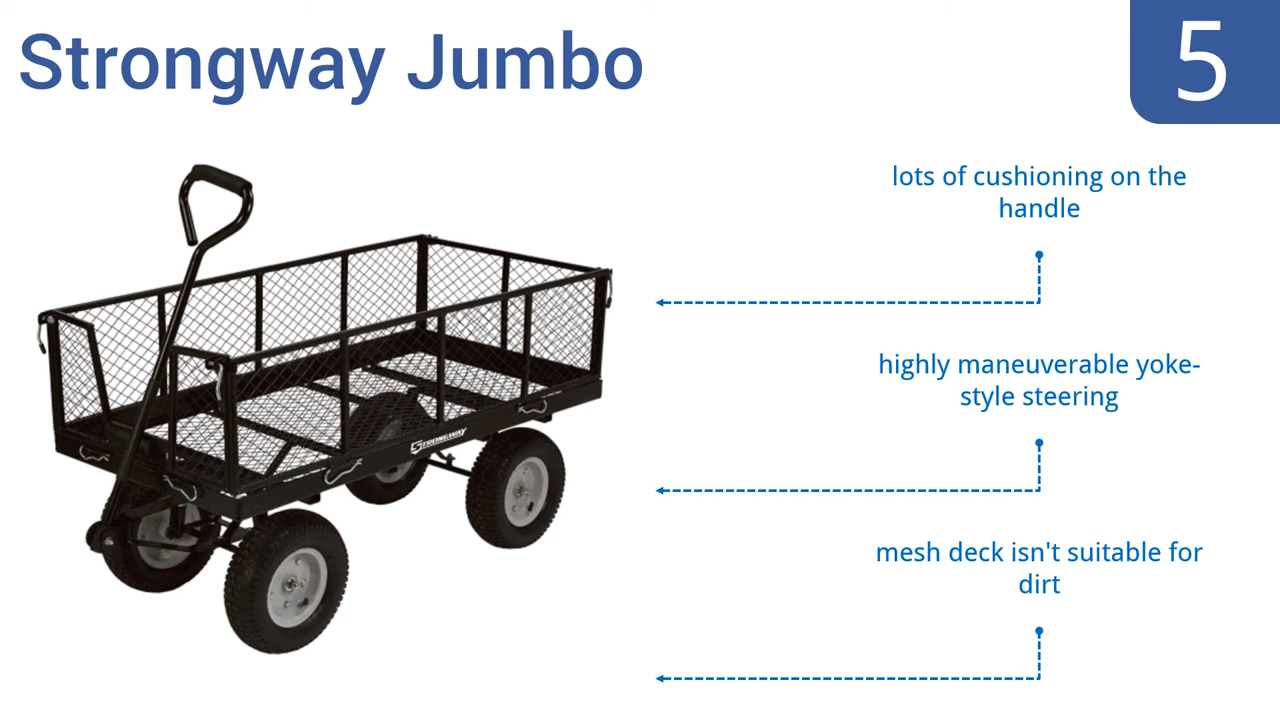 Strongway Jumbo
5
lots of cushioning on the
handle
highly maneuverable yoke-
style steering
STRONGWAY
mesh deck isn't suitable for
dirt